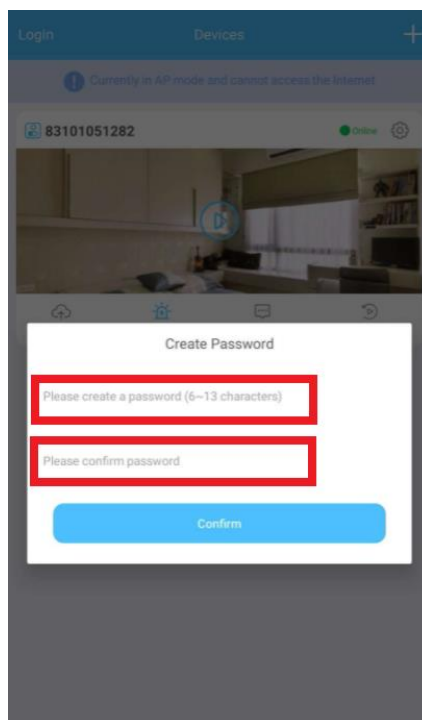 Login
Devices
Currently in AP mode and cannot access the Internet
83101051282
Online
Create Password
Please create a password (6~13 characters)
Please confirm password
Confirm